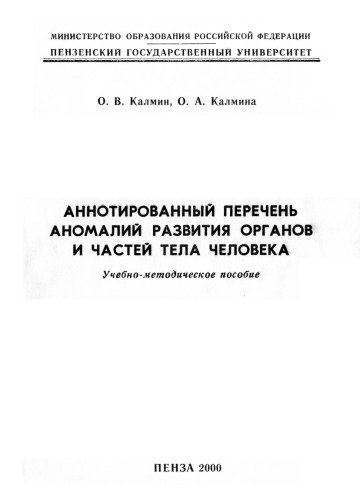 МИНИСТЕРСТВО ОБРАЗОВАНИЯ РОССИЙСКОЙ ФЕДЕРАЦИИ
ПЕНЗЕНСКИЙ ГОСУДАРСТВЕННЫЙ УНИВЕРСИТЕТ
О. В. Калмин, О. А. Калмина
АННОТИРОВАННЫЙ ПЕРЕЧЕНЬ
АНОМАЛИЙ РАЗВИТИЯ ОРГАНОВ
И ЧАСТЕЙ ТЕЛА ЧЕЛОВЕКА
Учебно-методическое пособие
ПЕНЗА 2000